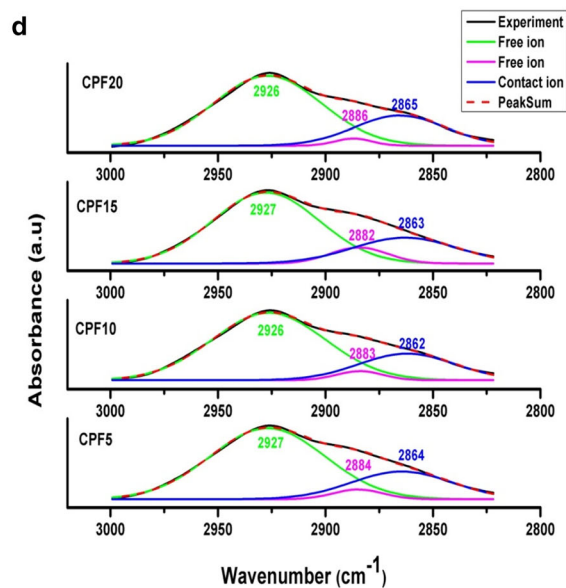 d
Experiment
Free ion
Free ion
Contact ion
PeakSum
CPF20
2926
2886
2865
3000 2950 2900 2850 2800
CPF15
2927
2882
2863
3000 2950 2900 2850 2800
CPF10
2926
2883
2862
3000 2950 2900 2850 2800
CPF5
2927
2884
2864
3000 2950 2900 2850 2800
Absorbance (a.u)
Wavenumber (cm⁻¹)